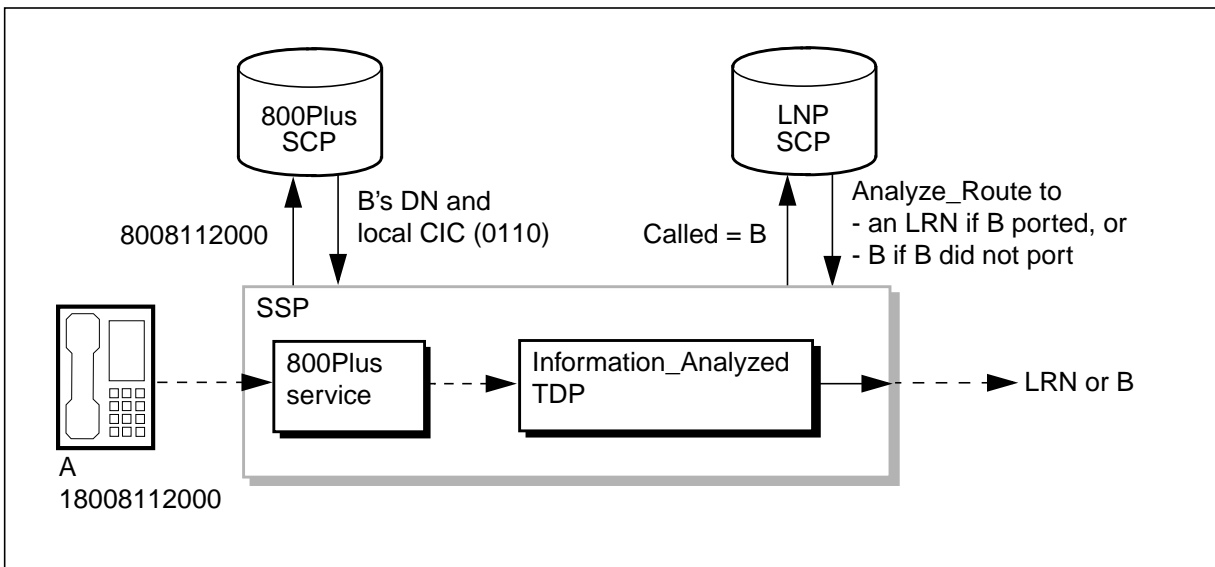 800Plus
SCP
LNP
SCP
8008112000
B’s DN and
local CIC (0110)
Called = B
Analyze_Route to
- an LRN if B ported, or
- B if B did not port
SSP
800Plus
service
Information_Analyzed
TDP
LRN or B
A
18008112000